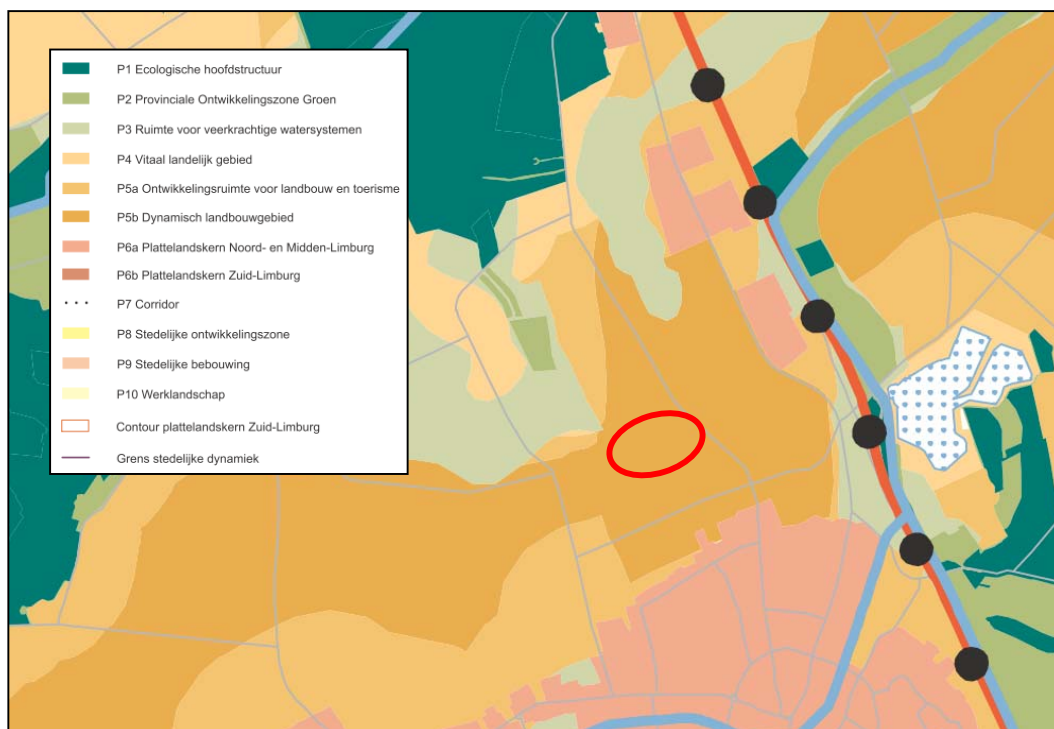 P1 Ecologische hoofdstructuur
P2 Provinciale Ontwikkelingszone Groen
P3 Ruimte voor veerkrachtige watersystemen
P4 Vitaal landelijk gebied
P5a Ontwikkelingsruimte voor landbouw en toerisme
P5b Dynamisch landbouwgebied
P6a Plattelandskern Noord- en Midden-Limburg
P6b Plattelandskern Zuid-Limburg
P7 Corridor
P8 Stedelijke ontwikkelingszone
P9 Stedelijke bebouwing
P10 Werklandschap
Contour plattelandskern Zuid-Limburg
Grens stedelijke dynamiek